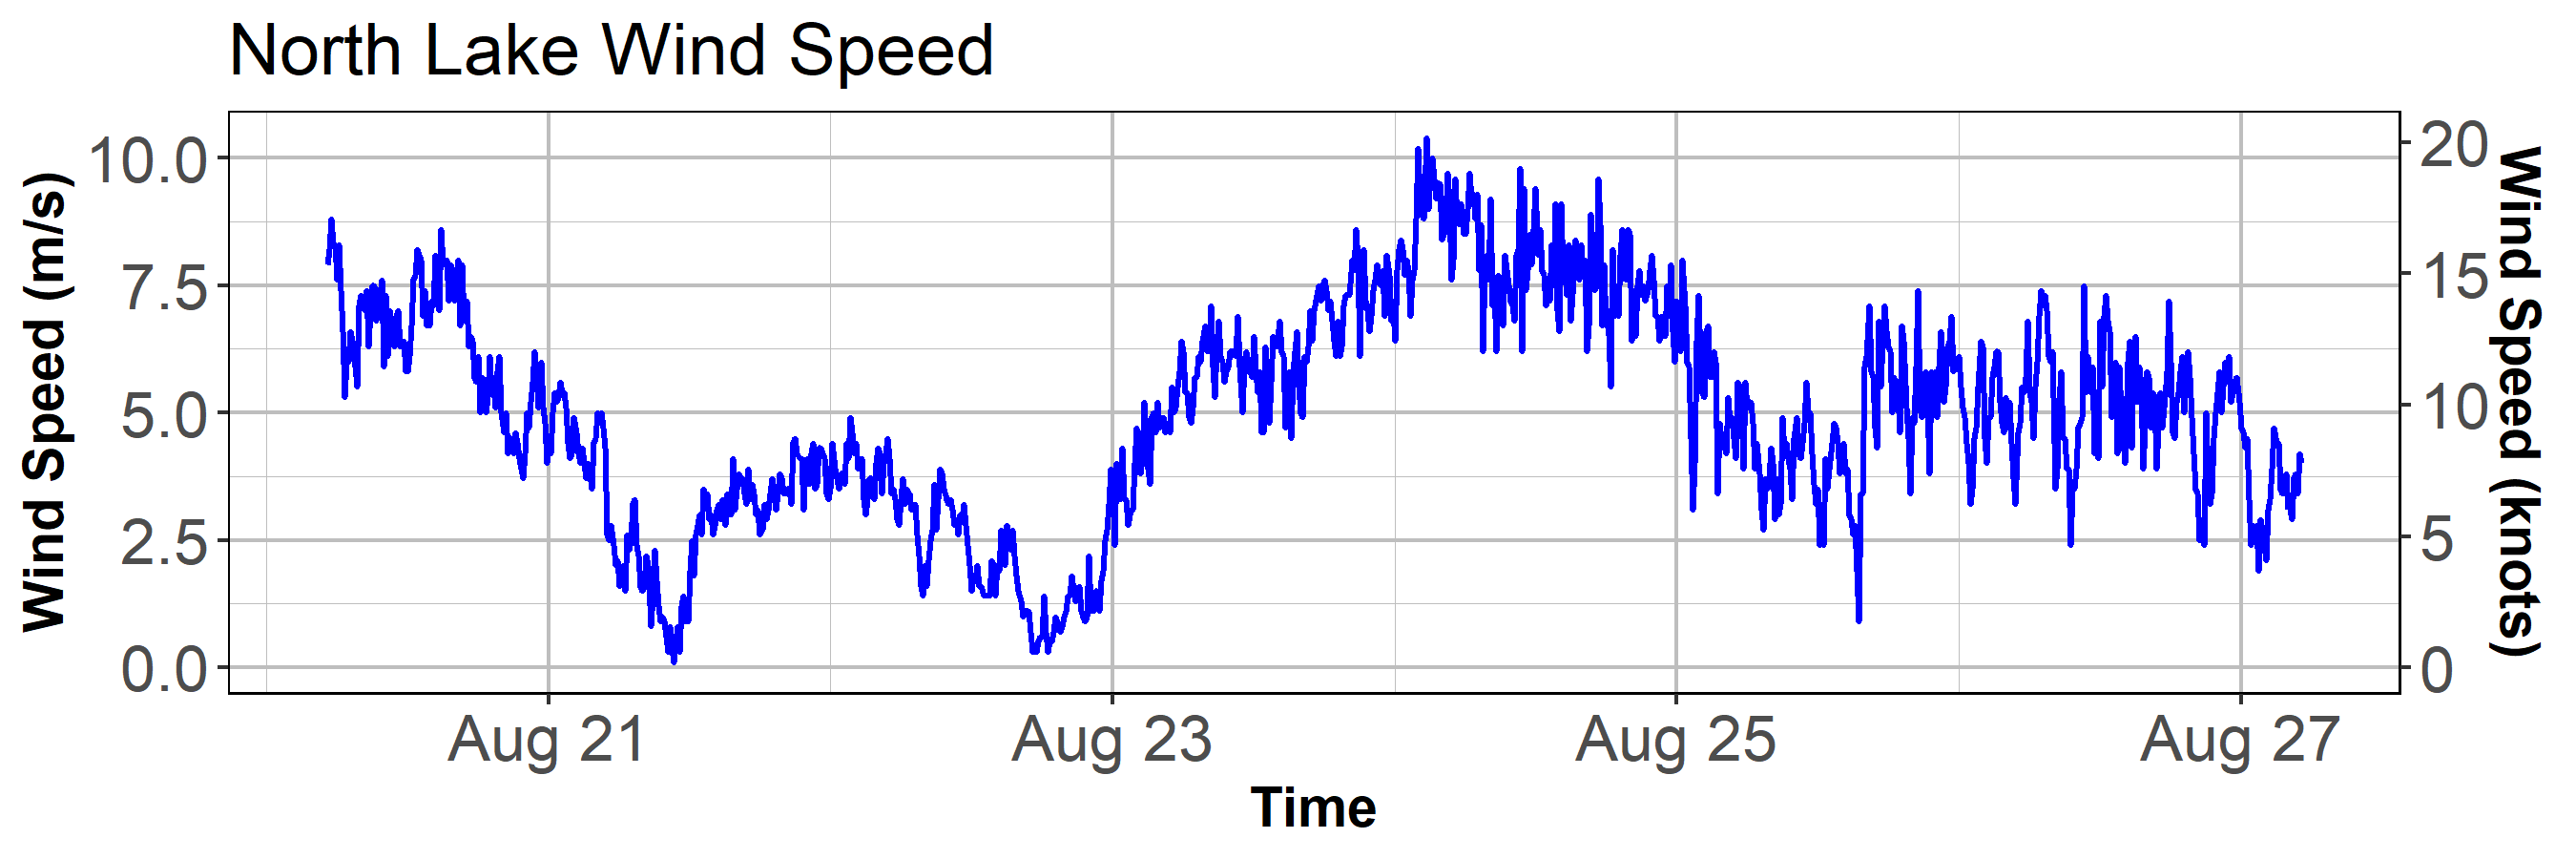 North Lake Wind Speed
Wind Speed (m/s)
10.0
7.5
5.0
2.5
0.0
20
15
10
5
0
Wind Speed (knots)
Aug 21
Aug 23
Aug 25
Aug 27
Time